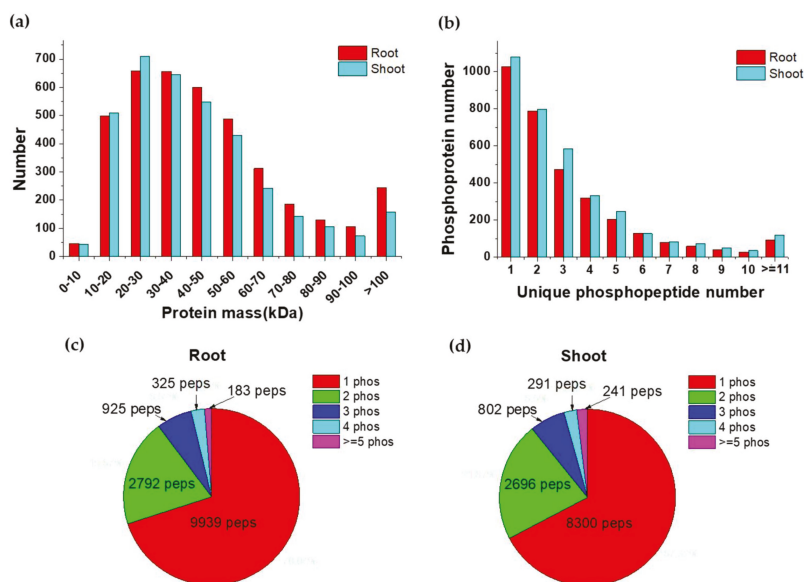 (a)
Root
Shoot
700
600
500
400
300
200
100
0
Number
0-10
10-20
20-30
30-40
40-50
50-60
60-70
70-80
80-90
90-100
>100
Protein mass(kDa)
(b)
Root
Shoot
1000
800
600
400
200
0
Phosphoprotein number
1 2 3 4 5 6 7 8 9 10 >=11
Unique phosphopeptide number
(c)
Root
325 peps
183 peps
925 peps
2792 peps
9939 peps
1 phos
2 phos
3 phos
4 phos
>=5 phos
(d)
Shoot
291 peps
241 peps
802 peps
2696 peps
8300 peps
1 phos
2 phos
3 phos
4 phos
>=5 phos